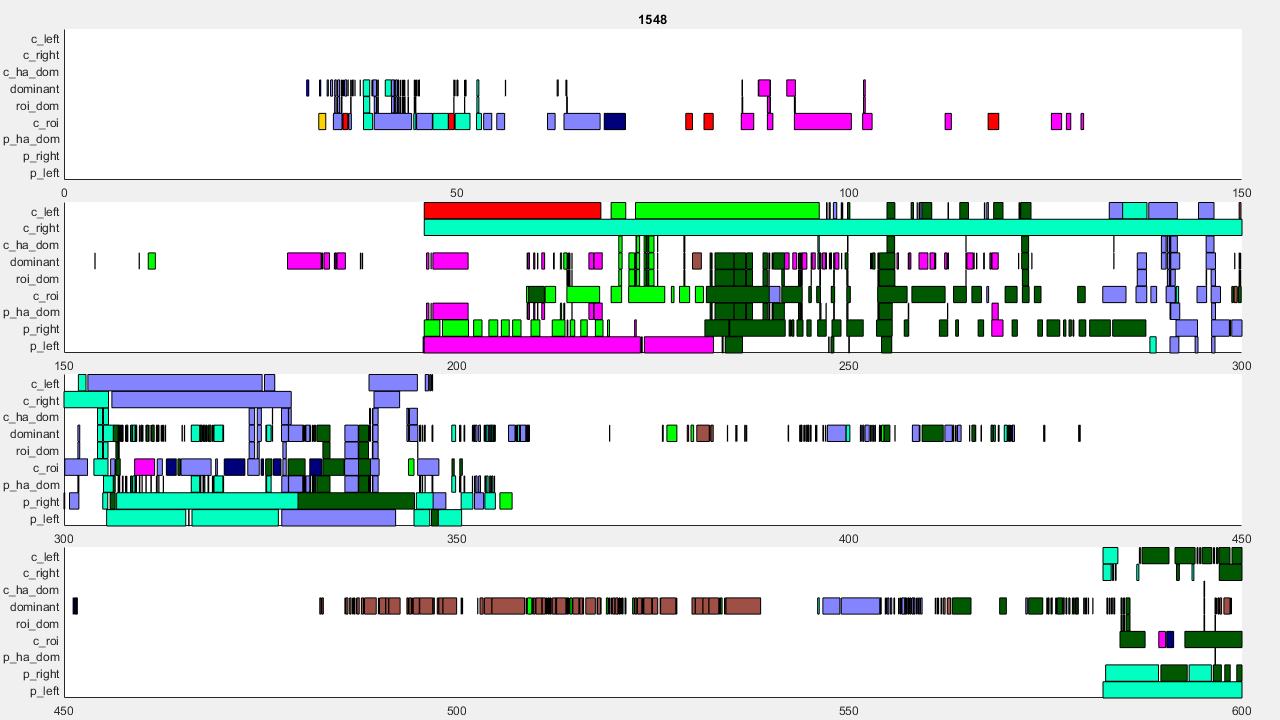 1548
c_left
c_right
c_ha_dom
dominant
roi_dom
c_roi
p_ha_dom
p_right
p_left
0 50 100 150
c_left
c_right
c_ha_dom
dominant
roi_dom
c_roi
p_ha_dom
p_right
p_left
150 200 250 300
c_left
c_right
c_ha_dom
dominant
roi_dom
c_roi
p_ha_dom
p_right
p_left
300 350 400 450
c_left
c_right
c_ha_dom
dominant
roi_dom
c_roi
p_ha_dom
p_right
p_left
450 500 550 600